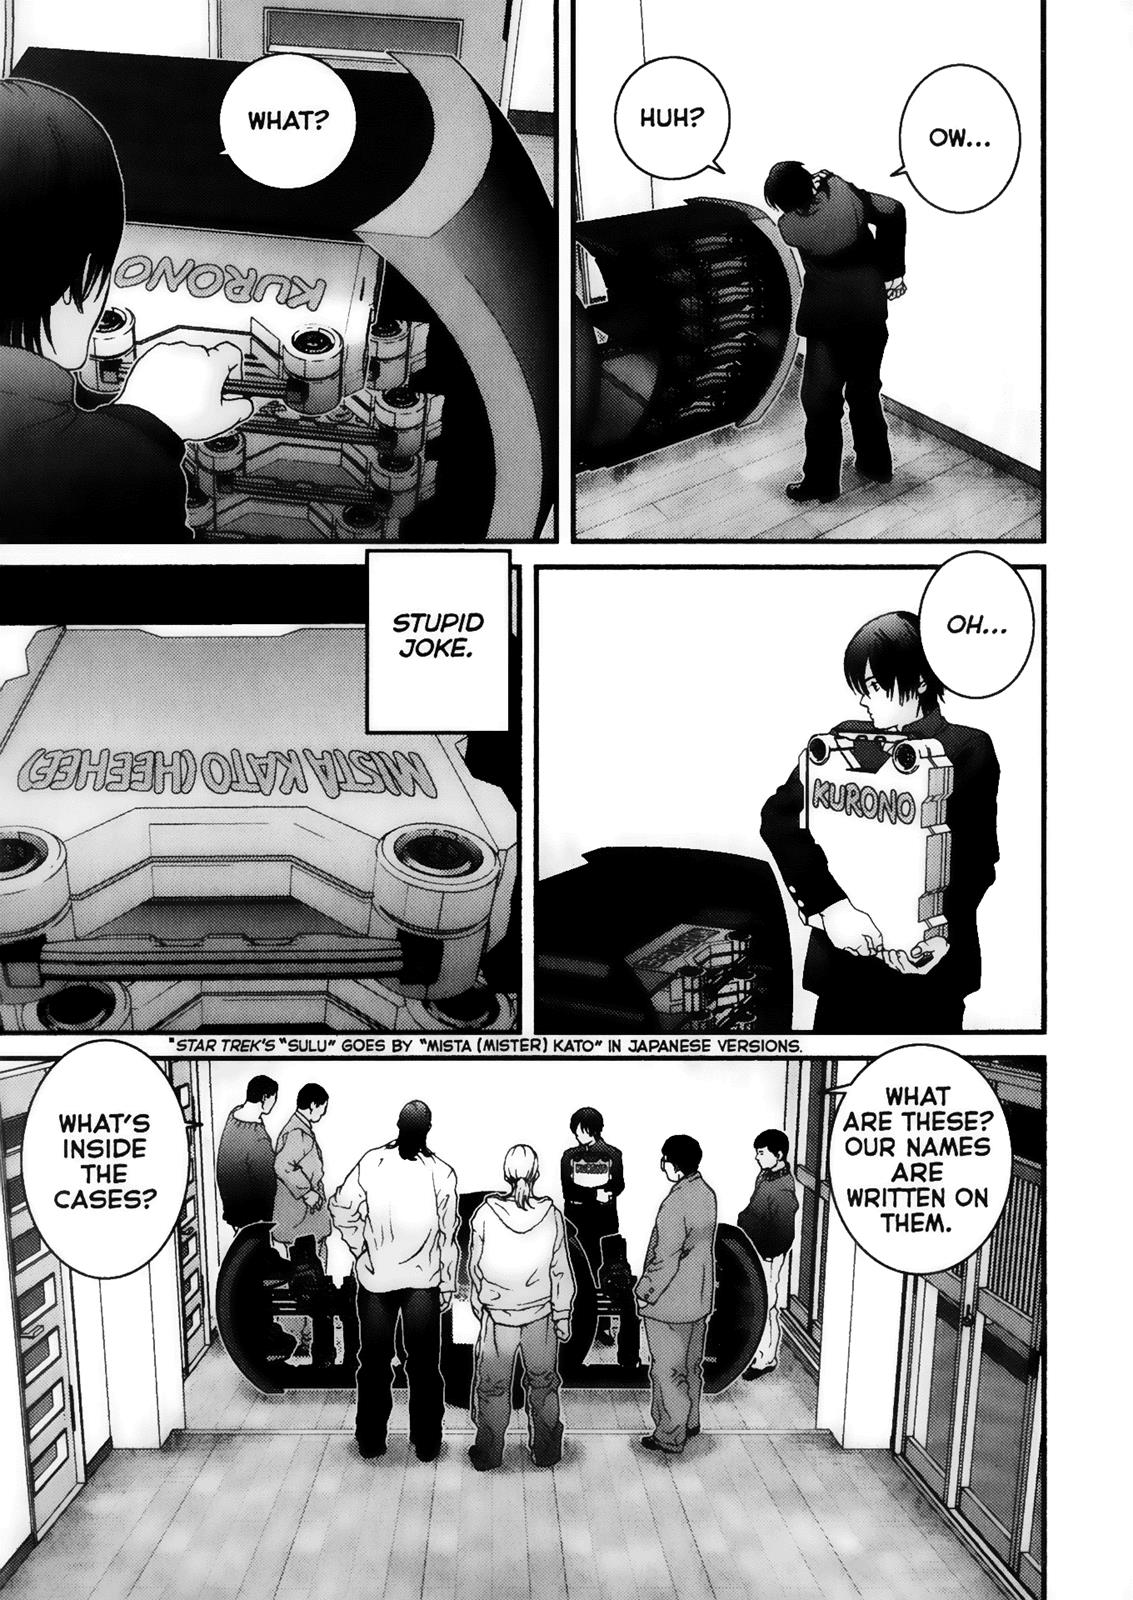 OW...
HUH?
WHAT?
KURONO
OH...
KURONO
STUPID
JOKE.
MISTA KATO (HEEHEE)
*STAR TREK'S "SULU" GOES BY "MISTA (MISTER) KATO" IN JAPANESE VERSIONS.
WHAT
ARE THESE?
OUR NAMES
ARE
WRITTEN ON
THEM.
KURONO
WHAT'S
INSIDE
THE
CASES?